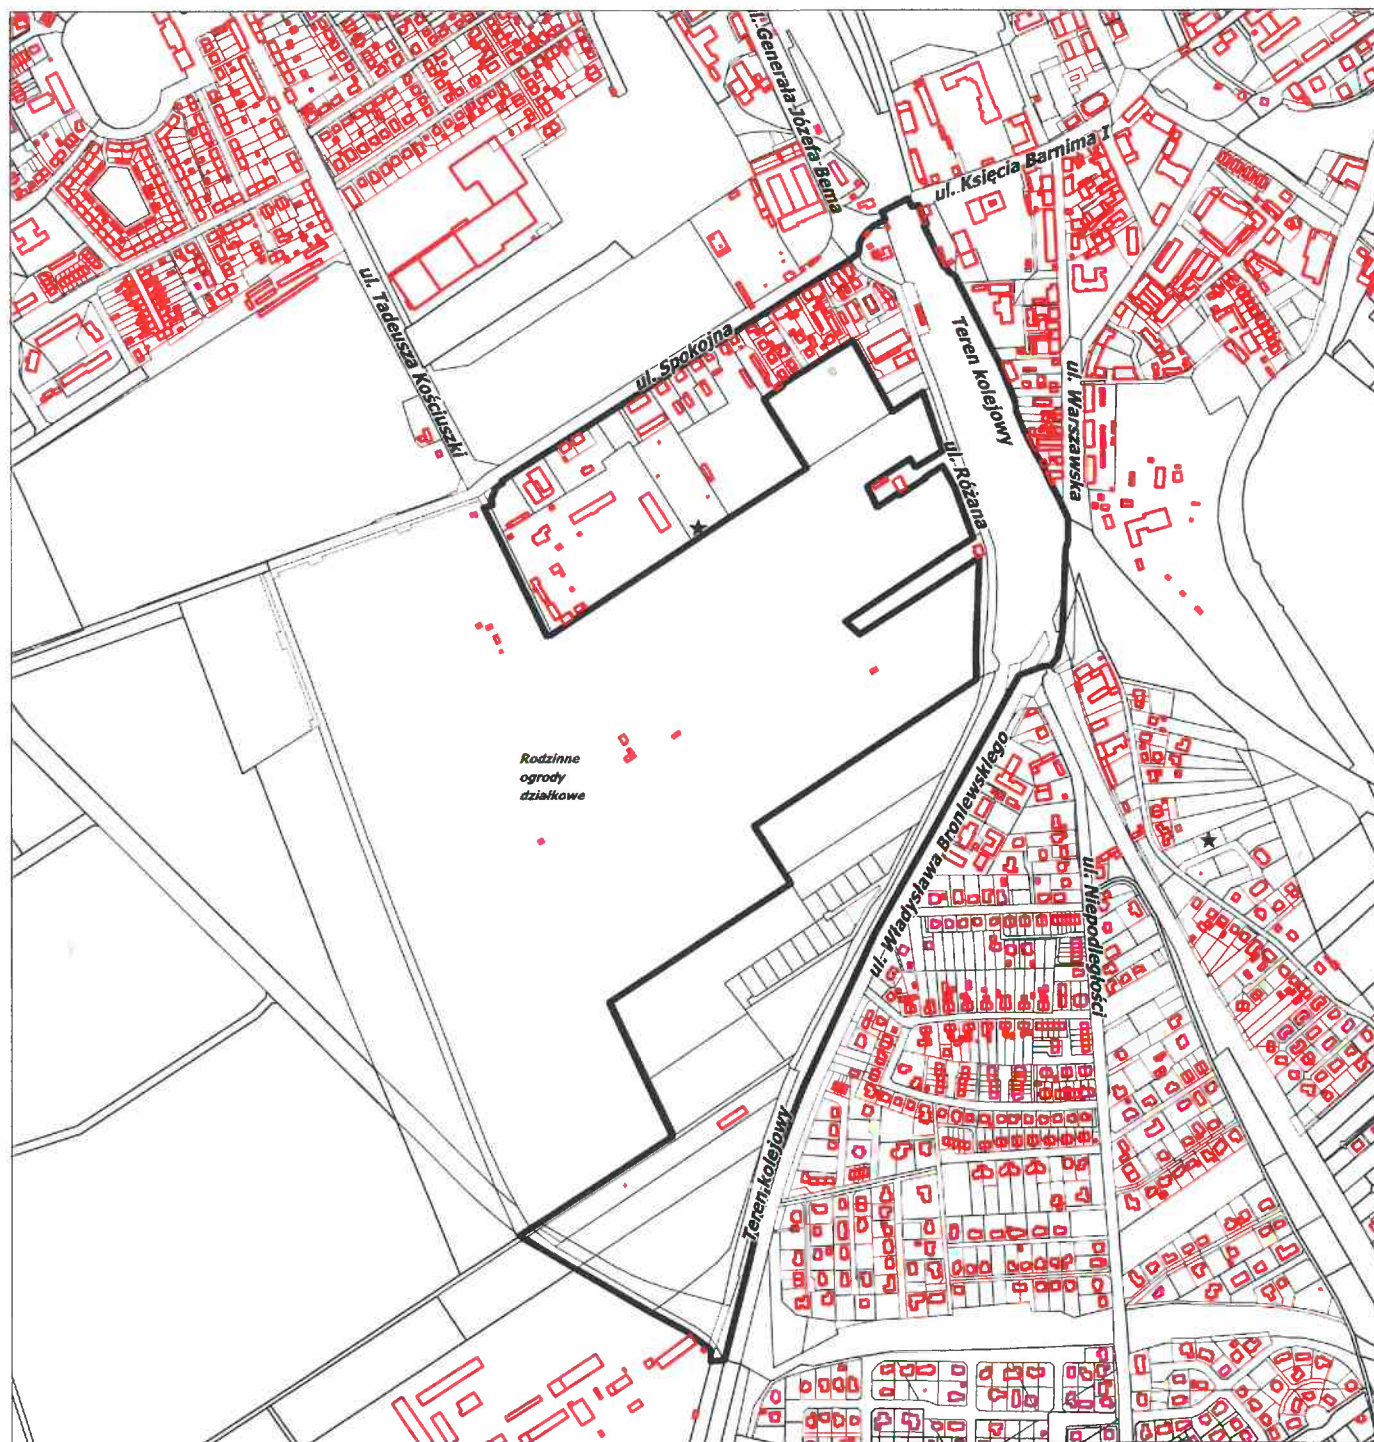 ul. Generała Józefa Bema
ul. Księcia Barnima I
ul. Tadeusza Kościuszki
ul. Spokojna
Teren kolejowy
ul. Warszawska
ul. Różana
Rodzinne
ogrody
działkowe
ul. Władysława Broniewskiego
ul. Niepodległości
Teren kolejowy